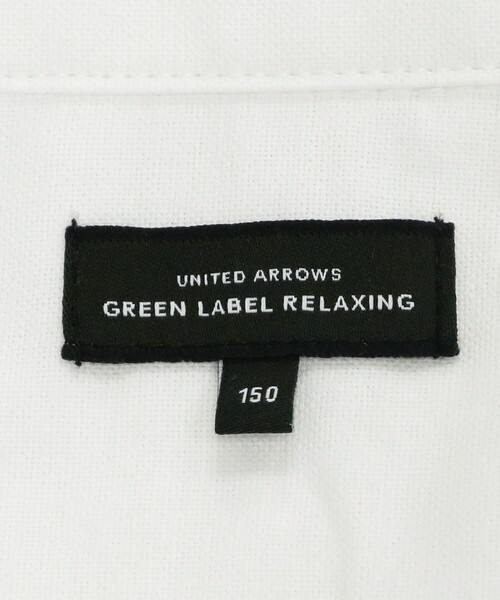 UNITED ARROWS
GREEN LABEL RELAXING
150